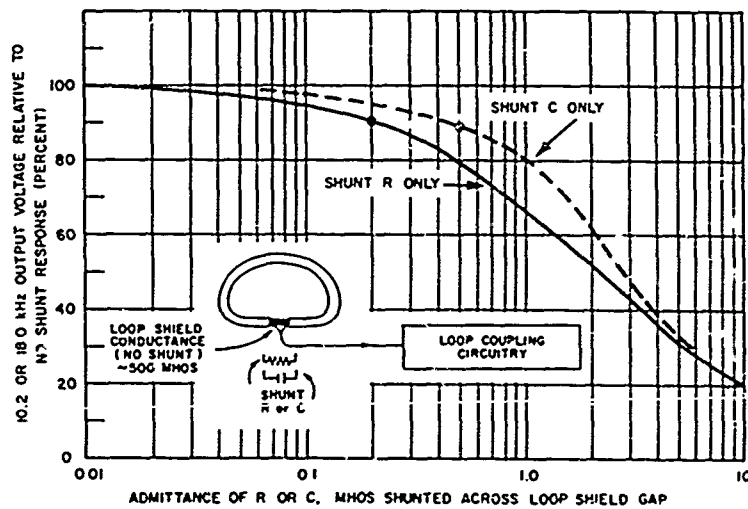 10.2 OR 18.0 kHz OUTPUT VOLTAGE RELATIVE TO
NO SHUNT RESPONSE (PERCENT)
100
80
60
40
20
0
SHUNT C ONLY
SHUNT R ONLY
LOOP SHIELD
CONDUCTANCE
(NO SHUNT)
~500 MHOS
SHUNT
R or C
LOOP COUPLING
CIRCUITRY
0.01
0.1
1.0
10
ADMITTANCE OF R OR C, MHOS SHUNTED ACROSS LOOP SHIELD GAP